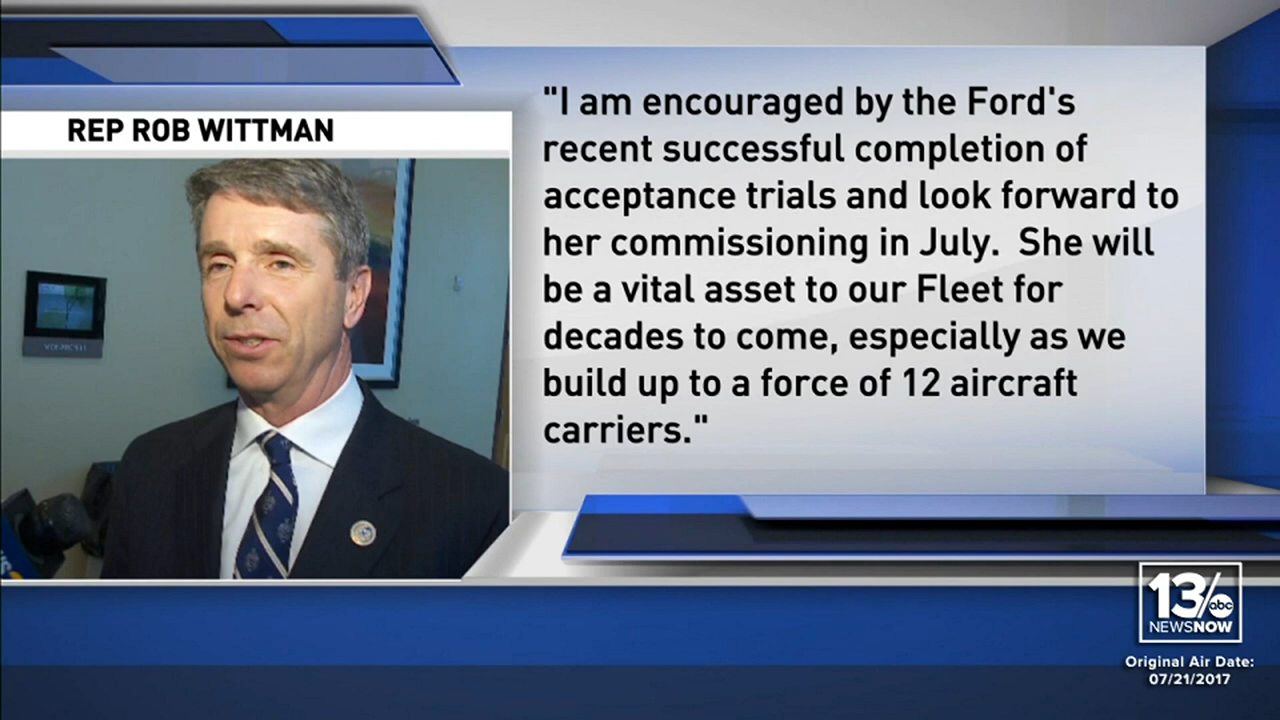 REP ROB WITTMAN
"I am encouraged by the Ford's
recent successful completion of
acceptance trials and look forward to
her commissioning in July.  She will
be a vital asset to our Fleet for
decades to come, especially as we
build up to a force of 12 aircraft
carriers."
13/ abc
NEWSNOW
Original Air Date:
07/21/2017